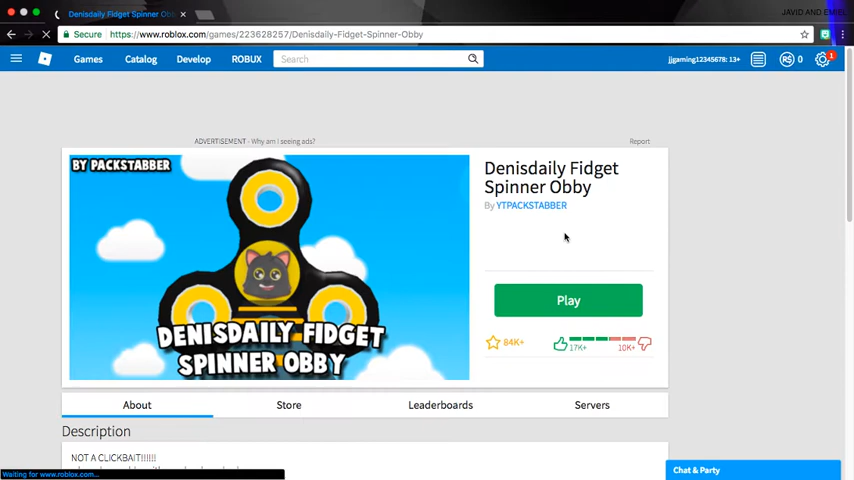 Denisdaily Fidget Spinner Obb
JAVID AND EMIEL
Secure https://www.roblox.com/games/223628257/Denisdaily-Fidget-Spinner-Obby
Games Catalog Develop ROBUX Search jjgaming12345678: 13+ R$ 0 1
ADVERTISEMENT - Why am I seeing ads? Report
BY PACKSTABBER
DENISDAILY FIDGET
SPINNER OBBY
Denisdaily Fidget
Spinner Obby
By YTPACKSTABBER
Play
84K+ 17K+ 10K+
About Store Leaderboards Servers
Description
NOT A CLICKBAIT!!!!!!
Waiting for www.roblox.com...
Chat & Party